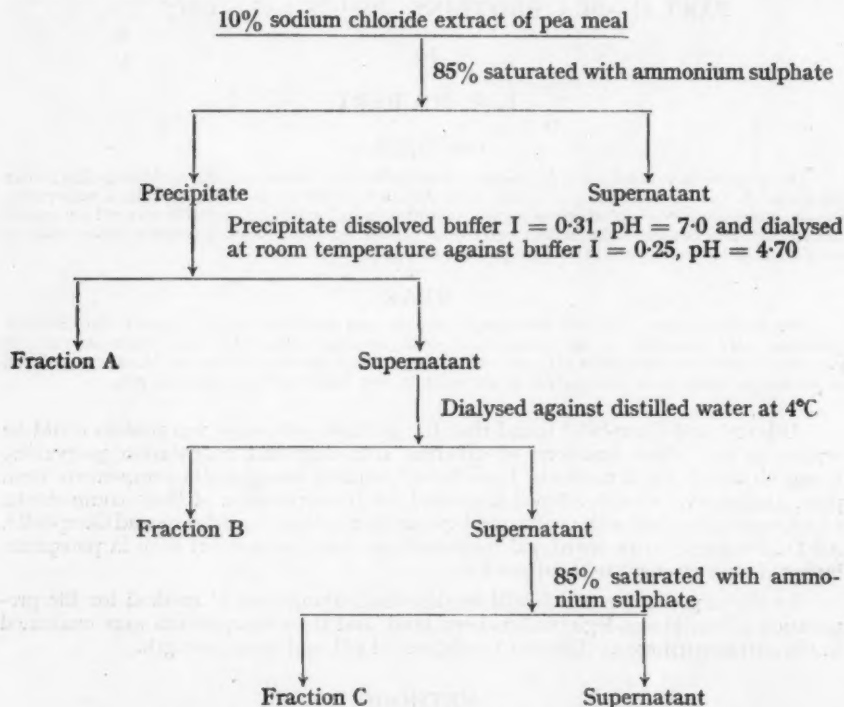 10% sodium chloride extract of pea meal
85% saturated with ammonium sulphate
Precipitate Supernatant
Precipitate dissolved buffer I = 0·31, pH = 7·0 and dialysed
at room temperature against buffer I = 0·25, pH = 4·70
Fraction A Supernatant
Dialysed against distilled water at 4°C
Fraction B Supernatant
85% saturated with ammo-
nium sulphate
Fraction C Supernatant